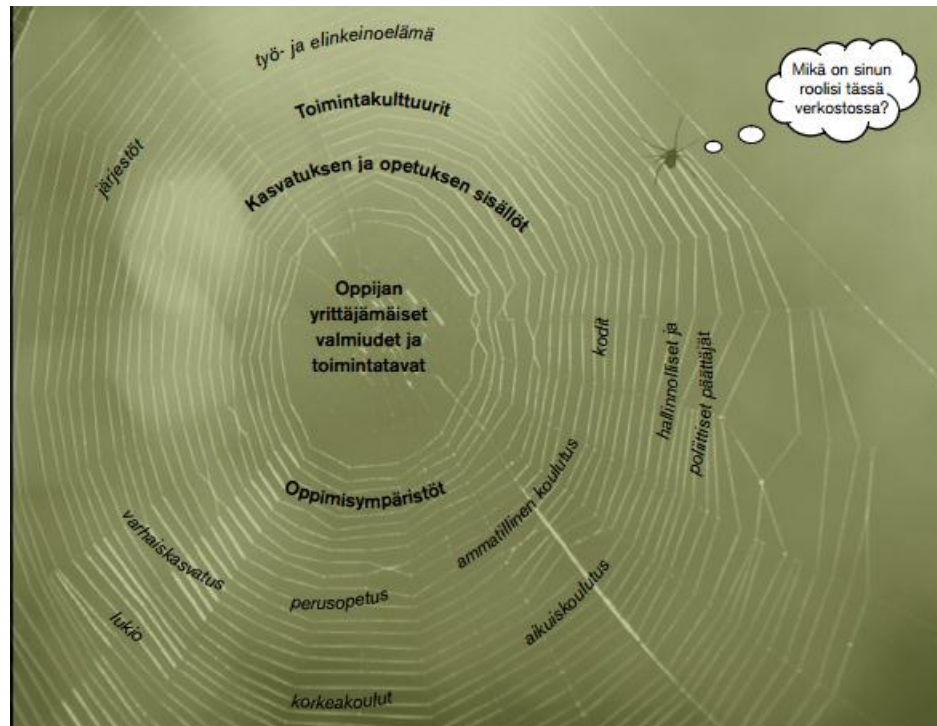 työ- ja elinkeinoelämä
Mikä on sinun
roolisi tässä
verkostossa?
Toimintakulttuurit
järjestöt
Kasvatuksen ja opetuksen sisällöt
Oppijan
yrittäjämäiset
valmiudet ja
toimintatavat
kodit
hallinnolliset ja
poliittiset päättäjät
Oppimisympäristöt
ammatillinen koulutus
varhaiskasvatus
aikuiskoulutus
perusopetus
lukio
korkeakoulut